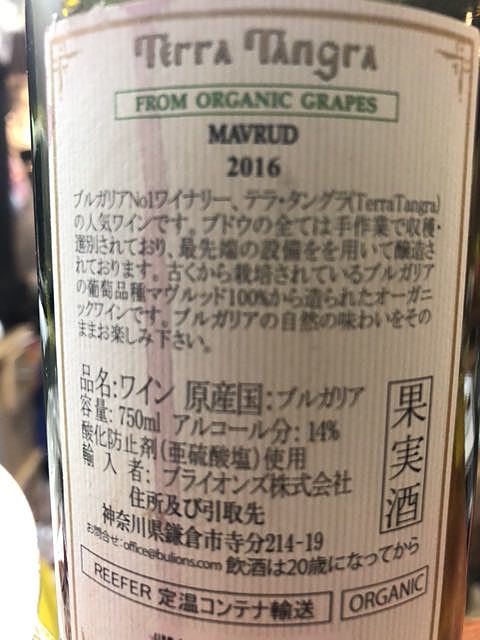 Terra Tangra
FROM ORGANIC GRAPES
MAVRUD
2016
ブルガリアNo1ワイナリー、テラ・タングラ(TerraTangra)
の人気ワインです。ブドウの全ては手作業で収穫・
選別されており、最先端の設備をを用いて醸造さ
れております。古くから栽培されているブルガリア
の葡萄品種マヴルッド100%から造られたオーガニ
ックワインです。ブルガリアの自然の味わいをその
ままお楽しみ下さい。
品名:ワイン 原産国:ブルガリア
容量:750ml アルコール分:14%
酸化防止剤(亜硫酸塩)使用
輸入者:ブライオンズ株式会社
住所及び引取先
神奈川県鎌倉市寺分214-19
お問合せ:office@bulions.com 飲酒は20歳になってから
果実酒
REEFER 定温コンテナ輸送
ORGANIC